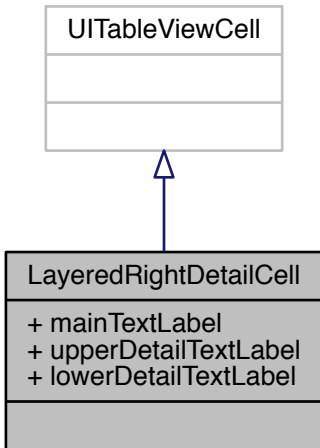 UITableViewCell
LayeredRightDetailCell
+ mainTextLabel
+ upperDetailTextLabel
+ lowerDetailTextLabel